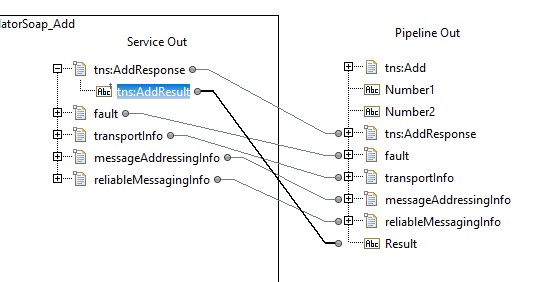 latorSoap_Add
Service Out
tns:AddResponse
Abc tns:AddResult
fault
transportInfo
messageAddressingInfo
reliableMessagingInfo
Pipeline Out
tns:Add
Abc Number1
Abc Number2
tns:AddResponse
fault
transportInfo
messageAddressingInfo
reliableMessagingInfo
Abc Result